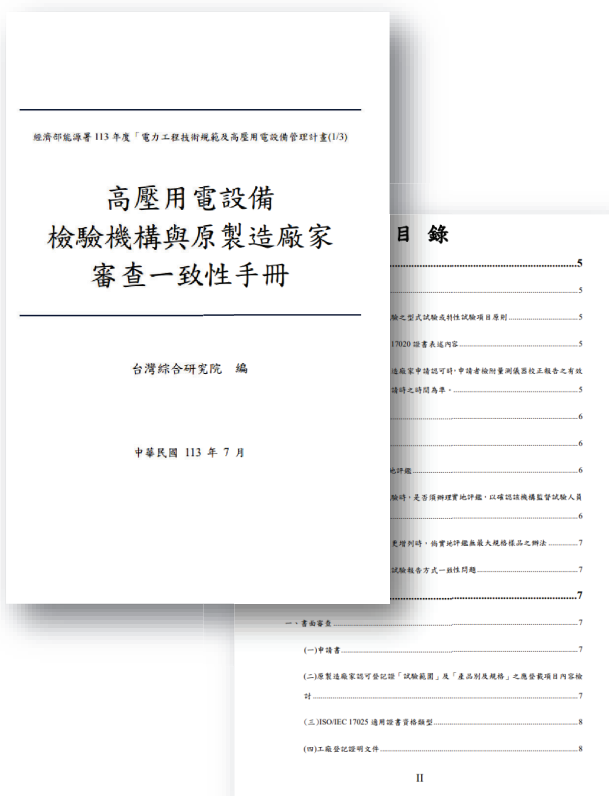 經濟部能源署 113 年度「電力工程技術規範及高壓用電設備管理計畫(1/3)
高壓用電設備
檢驗機構與原製造廠家
審查一致性手冊
台灣綜合研究院 編
中華民國 113 年 7 月
目 錄
5
5
驗之型式試驗或特性試驗項目原則 5
17020 證書表述內容 5
造廠家申請認可時，申請者檢附量測儀器校正報告之有效
請時之時間為準。 5
6
6
地評鑑 6
驗時，是否須辦理實地評鑑，以確認該機構監督試驗人員
6
更增列時，倘實地評鑑無最大規格樣品之辦法 7
試驗報告方式一致性問題 7
7
一、書面審查 7
(一)申請書 7
(二)原製造廠家認可登記證「試驗範圍」及「產品別及規格」之應登載項目內容檢
討 7
(三)ISO/IEC 17025 適用證書資格類型 8
(四)工廠登記證明文件 8
II